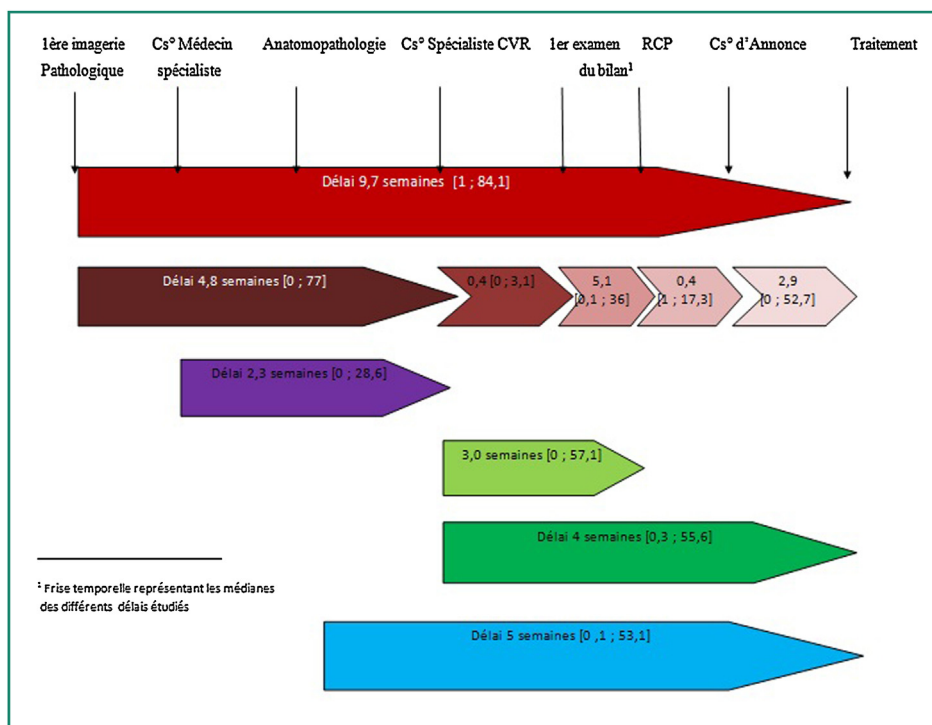 1ère imagerie
Pathologique
Cs° Médecin
spécialiste
Anatomopathologie
Cs° Spécialiste CVR
1er examen
du bilan¹
RCP
Cs° d'Annonce
Traitement
Délai 9,7 semaines [1 ; 84,1]
Délai 4,8 semaines [0 ; 77]
0,4 [0 ; 3,1]
5,1
[0,1 ; 36]
0,4
[1 ; 17,3]
2,9
[0 ; 52,7]
Délai 2,3 semaines [0 ; 28,6]
3,0 semaines [0 ; 57,1]
Délai 4 semaines [0,3 ; 55,6]
¹ Frise temporelle représentant les médianes
des différents délais étudiés
Délai 5 semaines [0 ,1 ; 53,1]